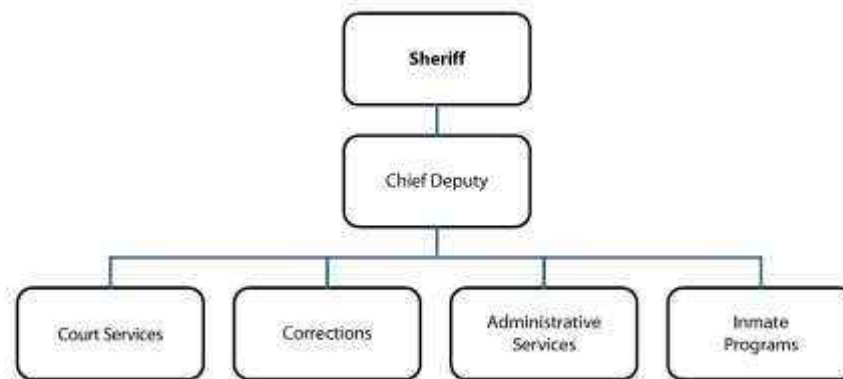 Sheriff
Chief Deputy
Court Services
Corrections
Administrative
Services
Inmate
Programs